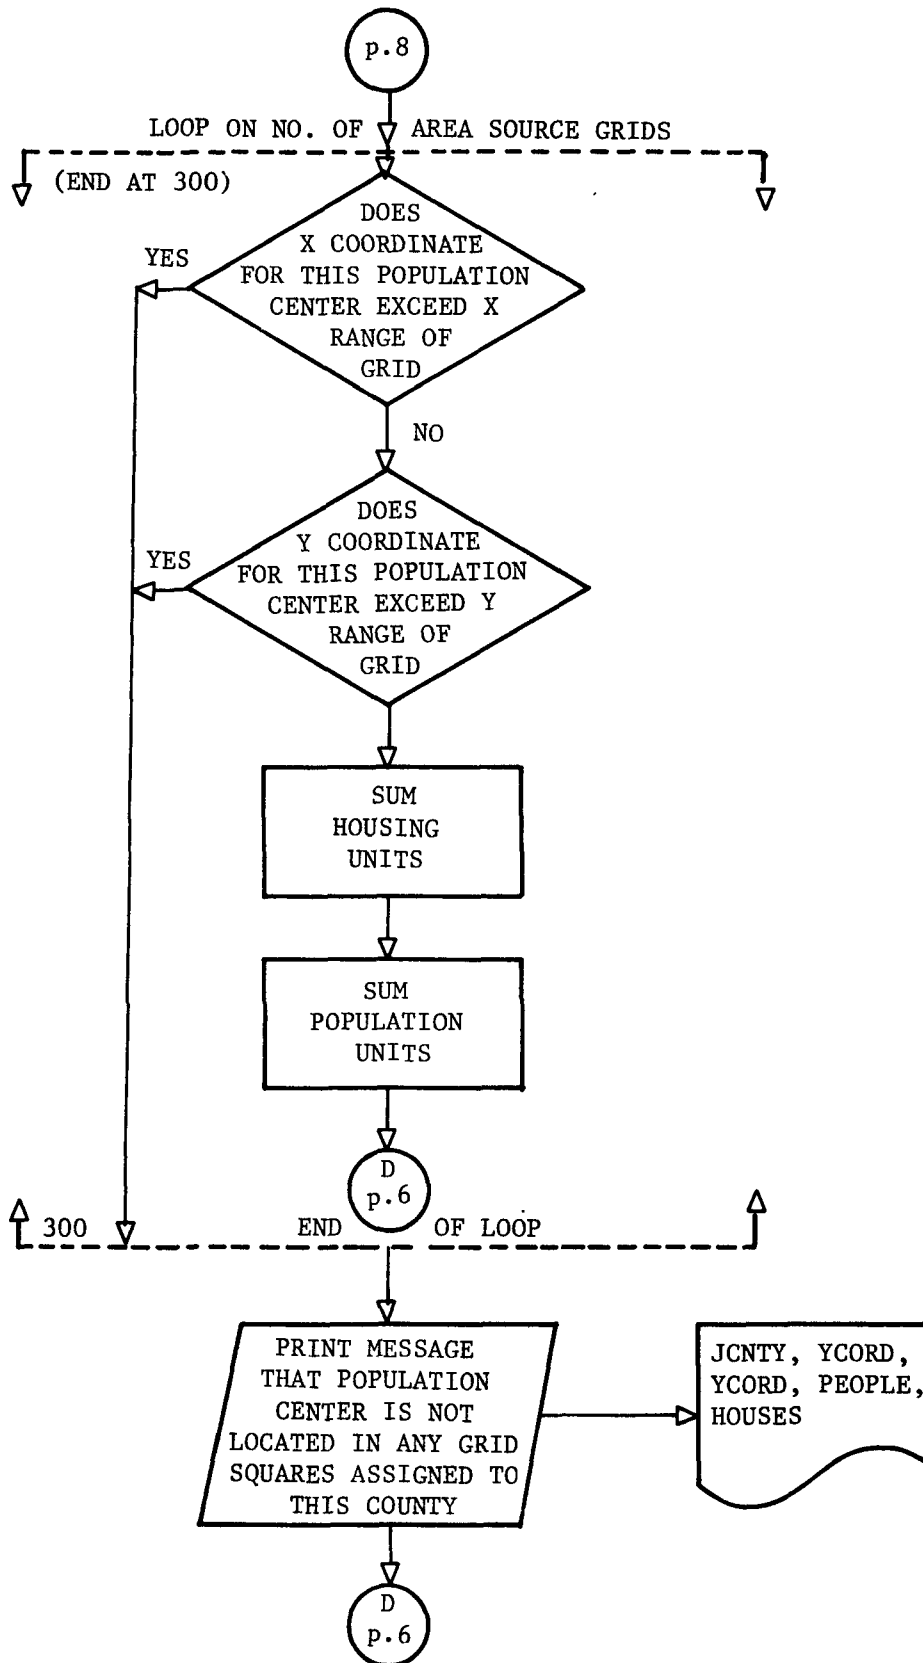 p.8
LOOP ON NO. OF AREA SOURCE GRIDS
(END AT 300)
DOES
X COORDINATE
FOR THIS POPULATION
CENTER EXCEED X
RANGE OF
GRID
YES
NO
DOES
Y COORDINATE
FOR THIS POPULATION
CENTER EXCEED Y
RANGE OF
GRID
YES
SUM
HOUSING
UNITS
SUM
POPULATION
UNITS
D
p.6
300 END OF LOOP
PRINT MESSAGE
THAT POPULATION
CENTER IS NOT
LOCATED IN ANY GRID
SQUARES ASSIGNED TO
THIS COUNTY
JCNTY, YCORD,
YCORD, PEOPLE,
HOUSES
D
p.6